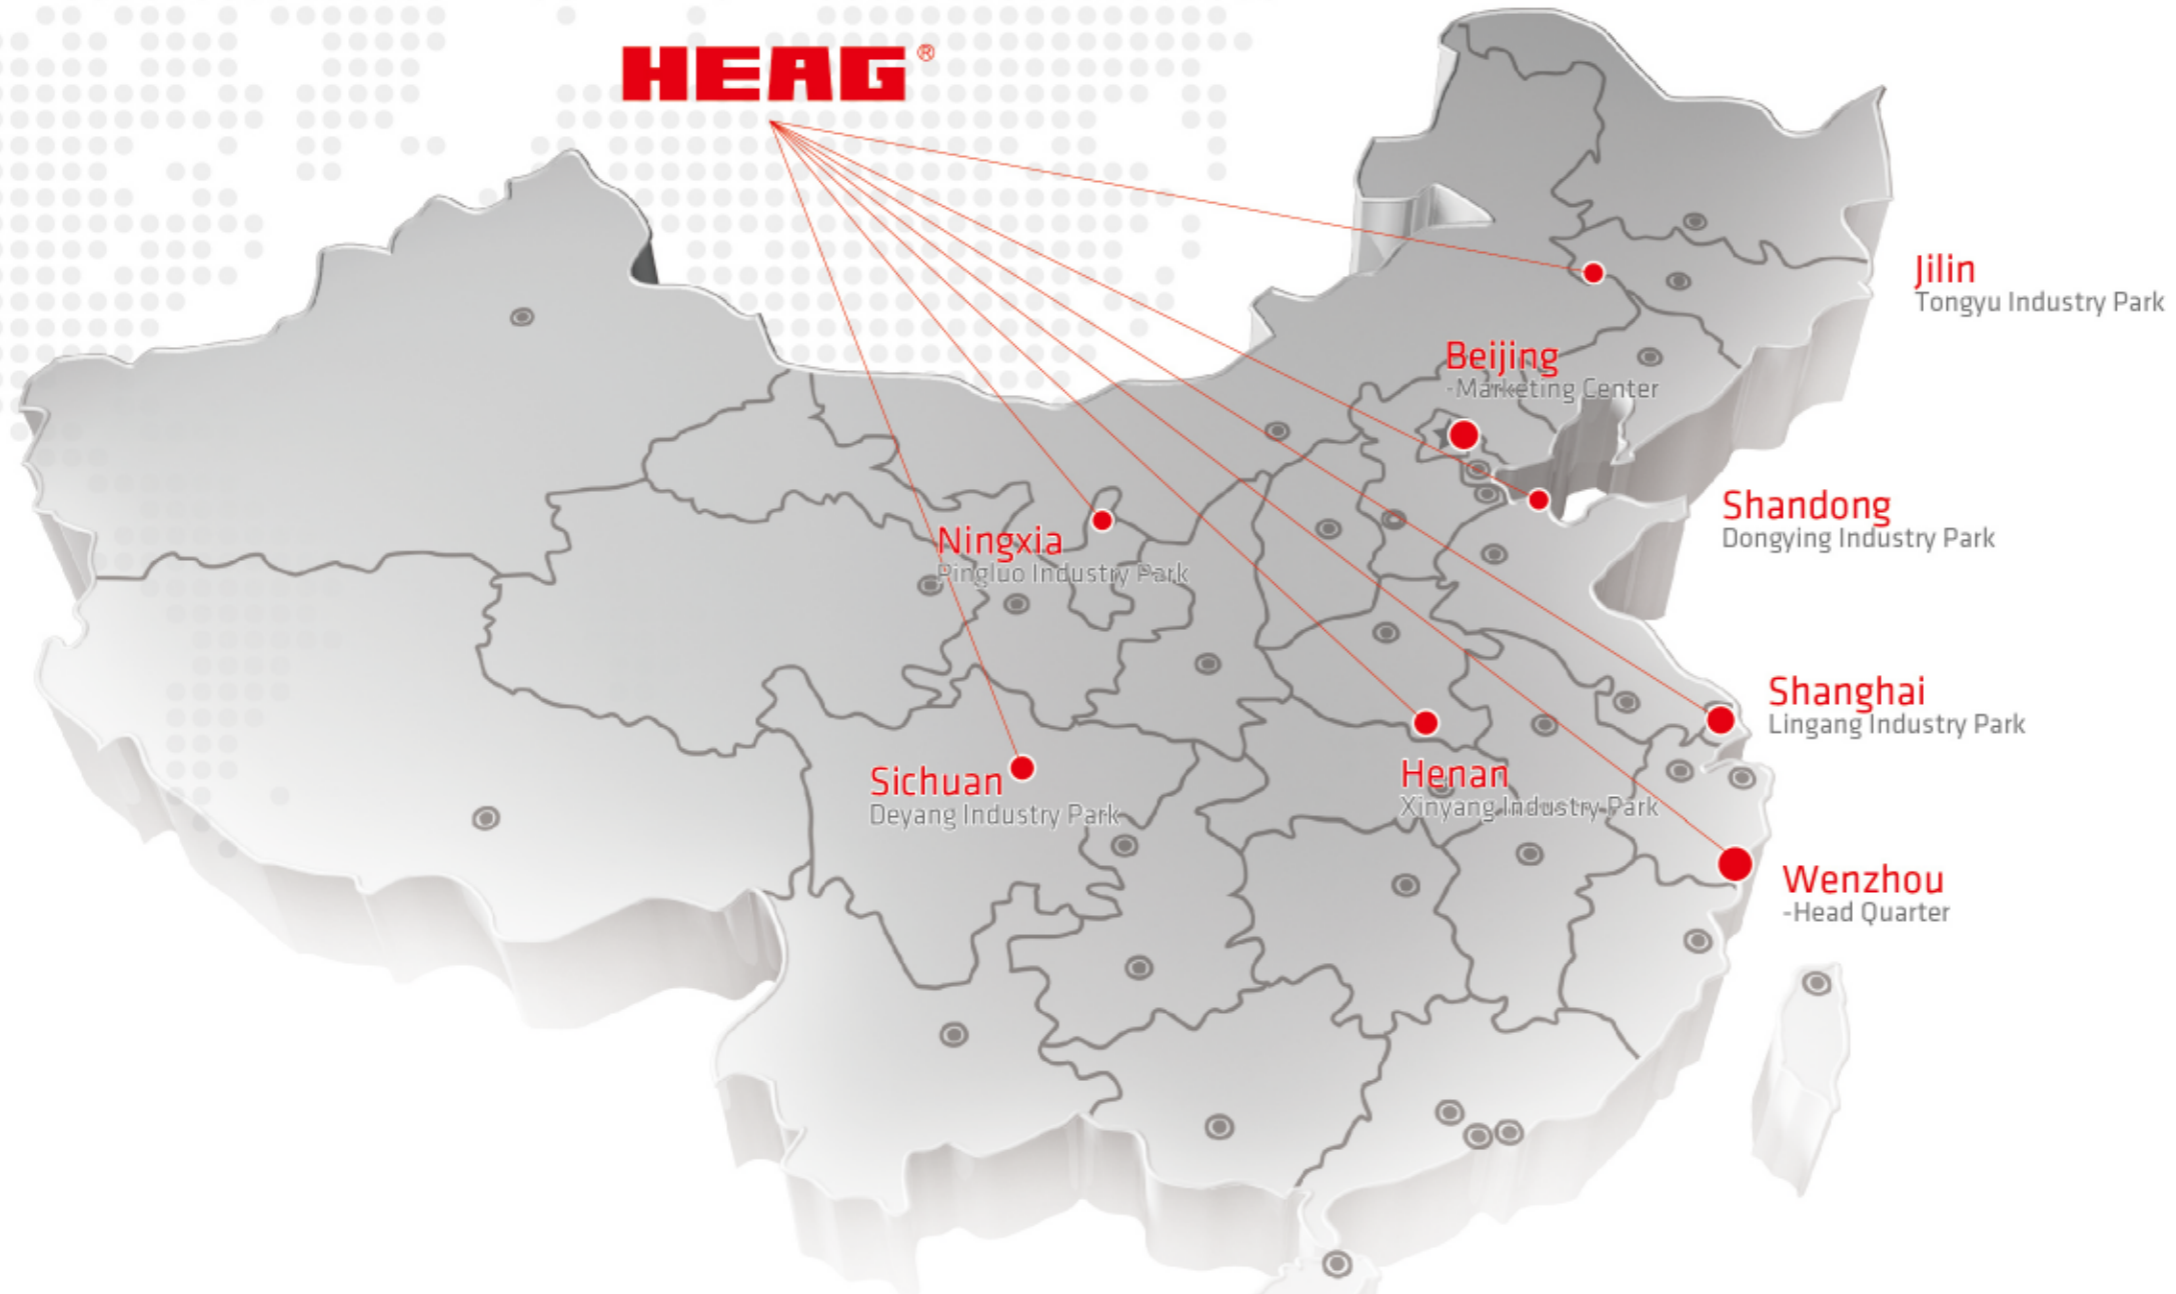 HEAG®
Jilin
Tongyu Industry Park
Beijing
-Marketing Center
Shandong
Dongying Industry Park
Ningxia
Pingluo Industry Park
Shanghai
Lingang Industry Park
Sichuan
Deyang Industry Park
Henan
Xinyang Industry Park
Wenzhou
-Head Quarter